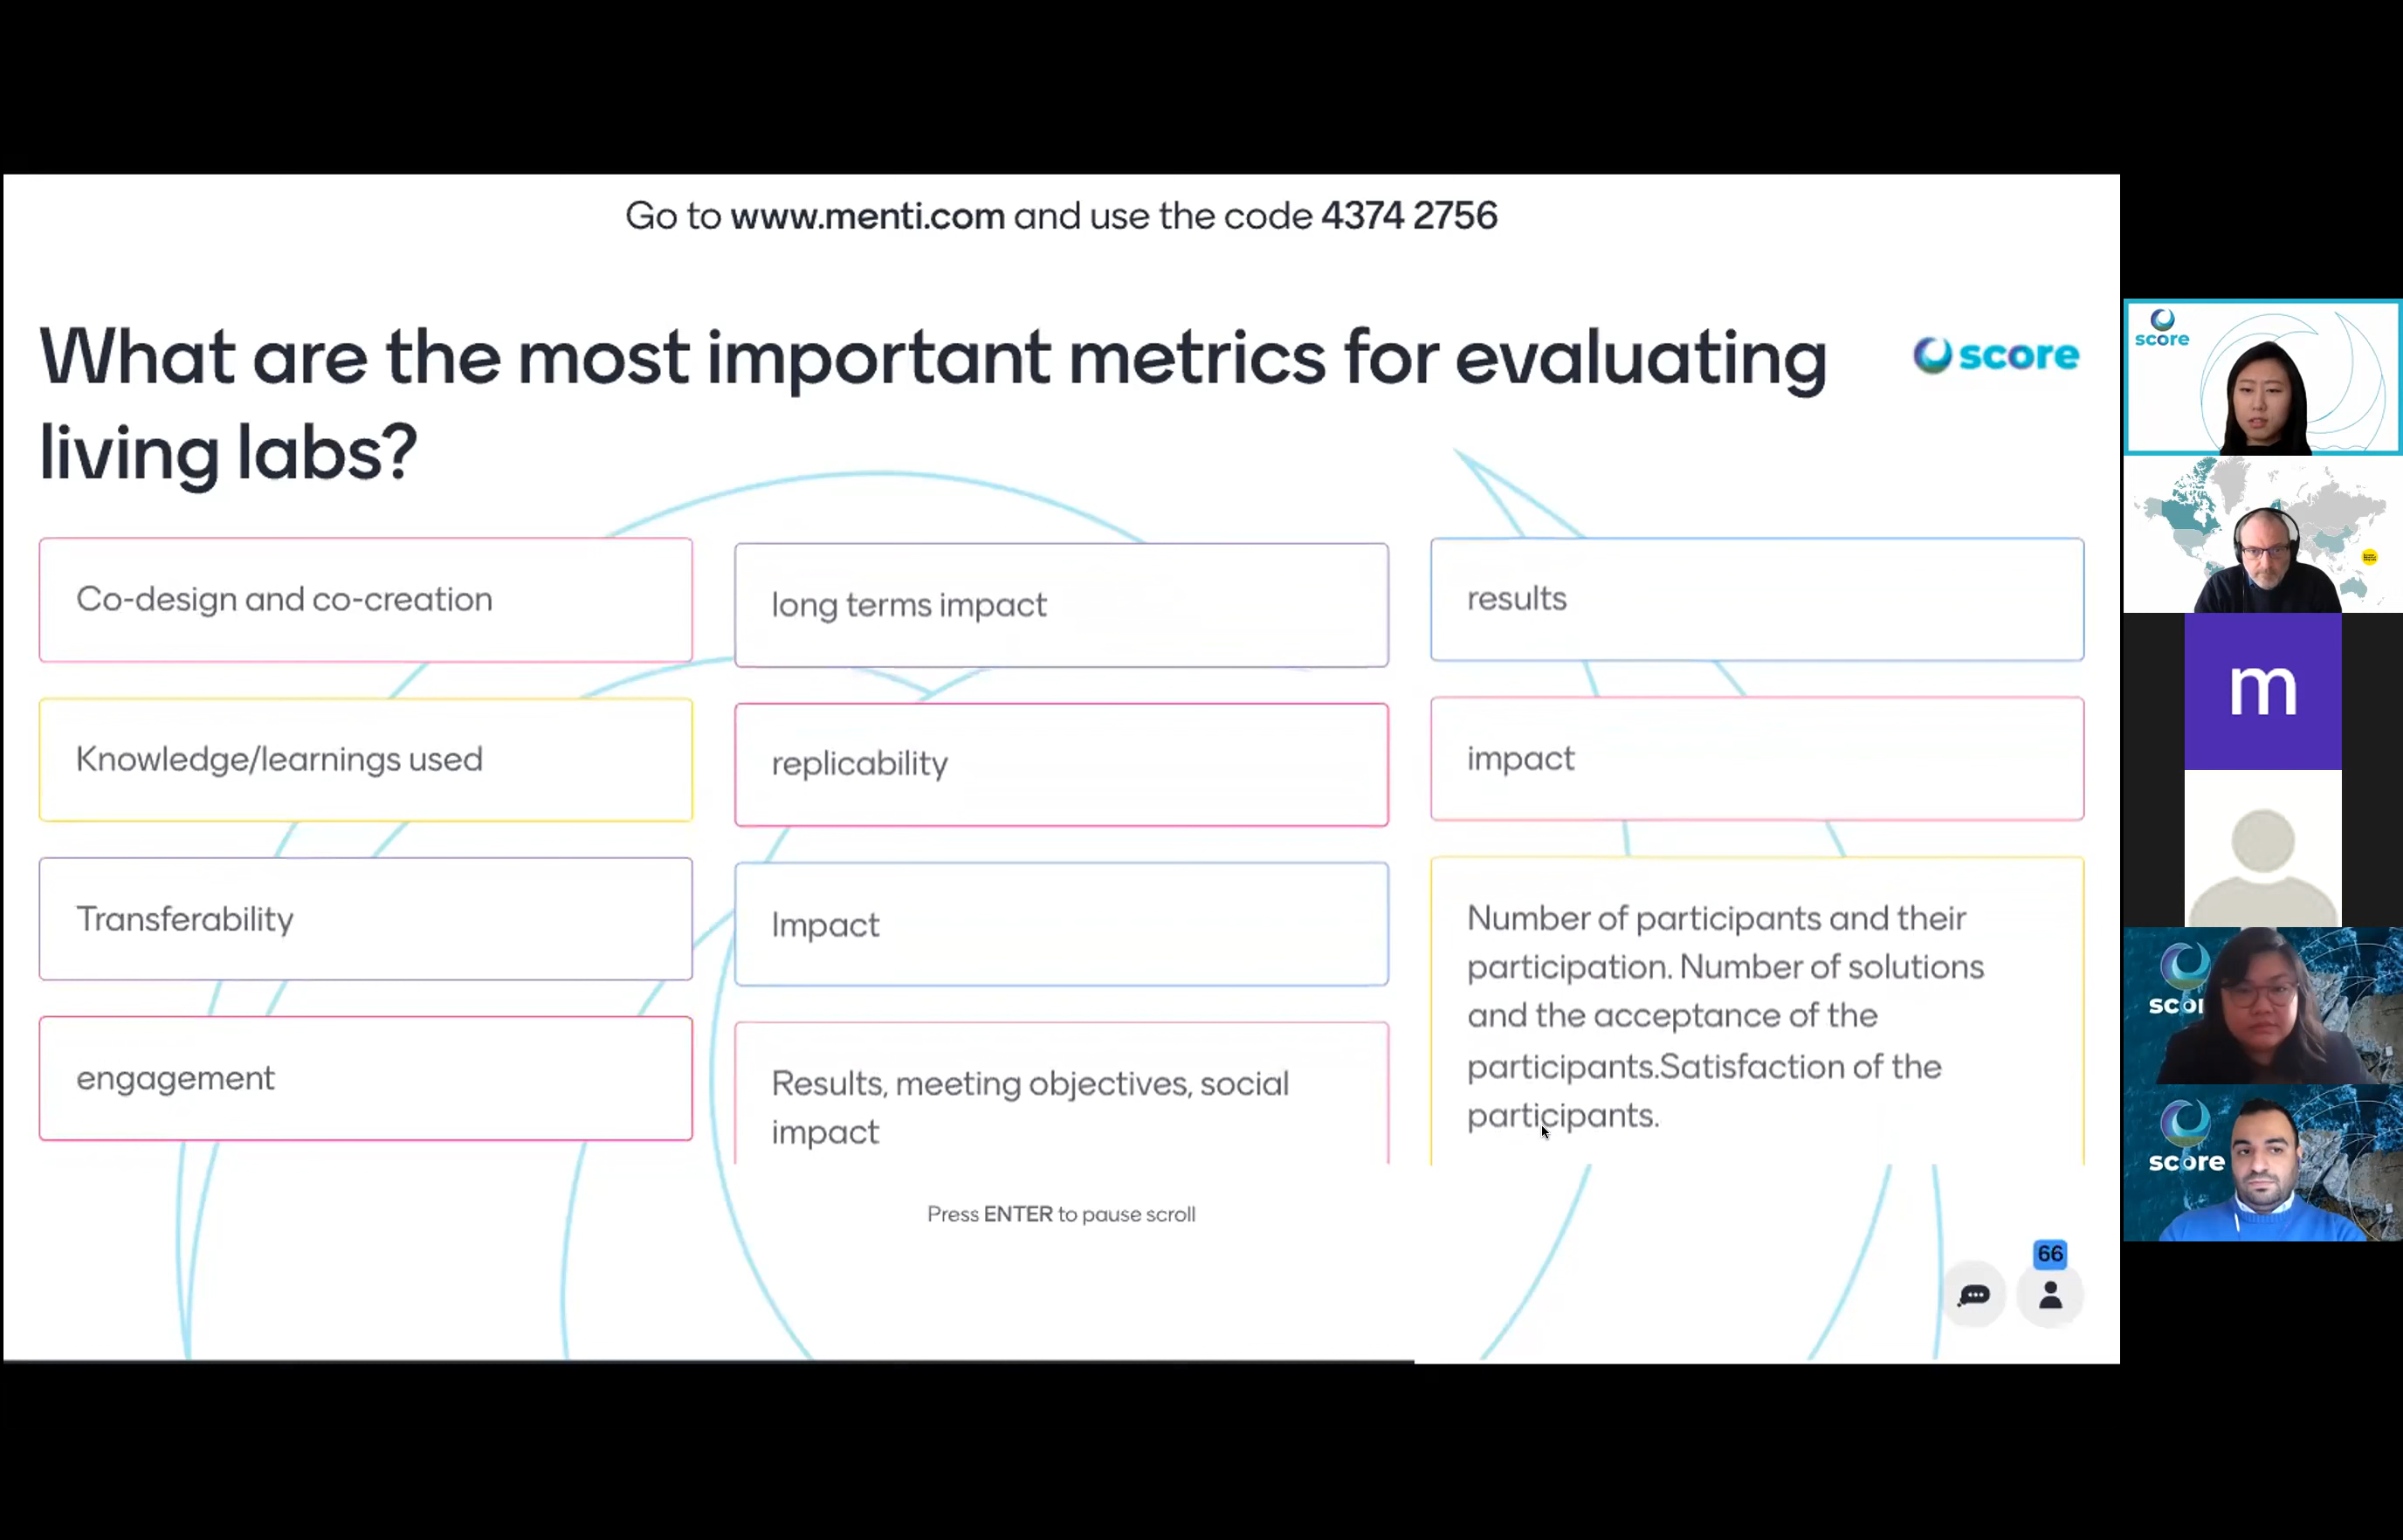 Go to www.menti.com and use the code 4374 2756
What are the most important metrics for evaluating
living labs?
score
Co-design and co-creation
Knowledge/learnings used
Transferability
engagement
long terms impact
replicability
Impact
Results, meeting objectives, social
impact
results
impact
Number of participants and their
participation. Number of solutions
and the acceptance of the
participants.Satisfaction of the
participants.
Press ENTER to pause scroll
66
score
m
scor
score